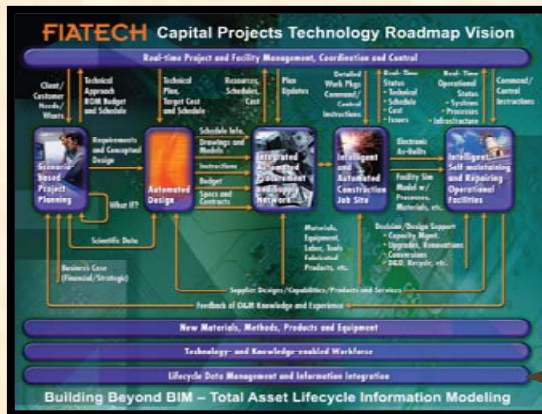 FIATECH Capital Projects Technology Roadmap Vision
Real-time Project and Facility Management, Coordination and Control
Client/
Customer
Needs/
Wants
Technical
Approach
ROM Budget
and Schedule
Technical
Plan,
Target Cost
and Schedule
Resources,
Schedules,
Cost
Plan
Updates
Detailed
Work Pkgs
Command/
Control
Instructions
Real- Time
Status
• Technical
• Schedule
• Cost
• Issues
Real- Time
Operational
Status
• Systems
• Processes
• Infrastructure
Command/
Control
Instructions
Scenario-
based
Project
Planning
Requirements
and Conceptual
Design
Automated
Design
Schedule Info.
Drawings and
Models
Instructions
Budget
Specs and
Contracts
Integrated
Automated
Procurement
and Supply
Network
Intelligent
and
Automated
Construction
Job Site
Electronic
As-Builts
Facility Sim
Model w/
Processes,
Materials, etc.
Intelligent,
Self-maintaining
and Repairing
Operational
Facilities
What If?
Scientific Data
Materials,
Equipment,
Labor, Tools
Fabricated
Products, etc.
Decision/Design Support
• Capacity Mgmt.
• Upgrades, Renovations
Conversions
• D&D, Recycle, etc.
Business Case
(Financial/Strategic)
Supplier Designs/Capabilities/Products and Services
Feedback of O&M Knowledge and Experience
New Materials, Methods, Products and Equipment
Technology- and Knowledge-enabled Workforce
Lifecycle Data Management and Information Integration
Building Beyond BIM – Total Asset Lifecycle Information Modeling